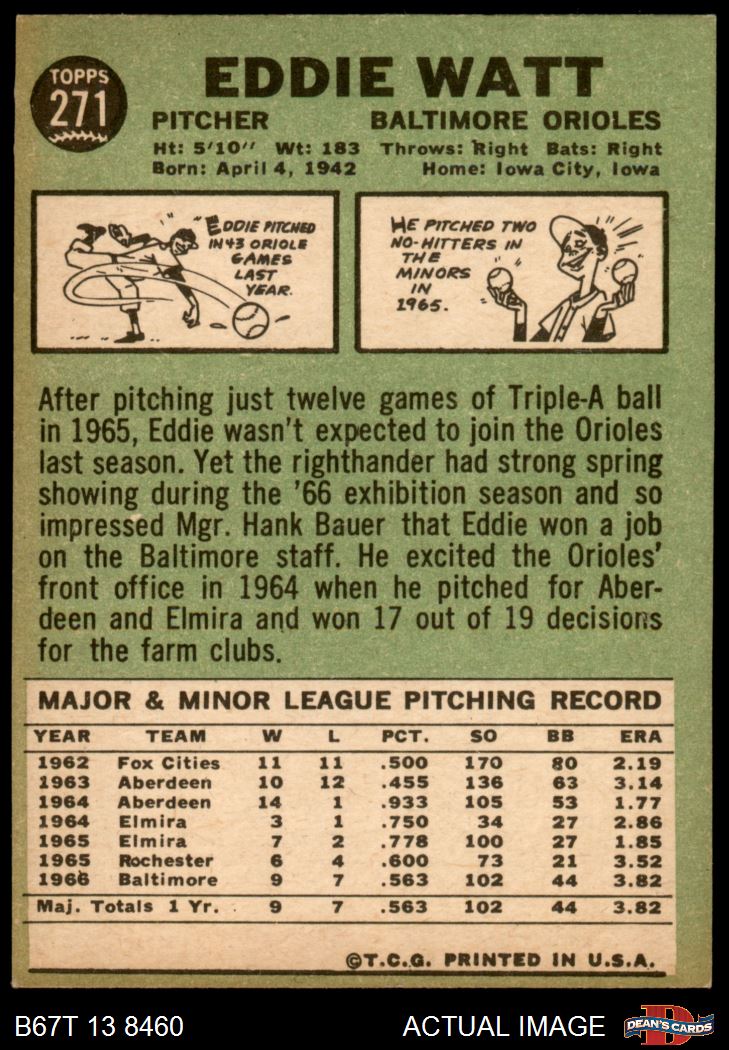 TOPPS
271
EDDIE WATT
PITCHER BALTIMORE ORIOLES
Ht: 5'10" Wt: 183 Throws: Right Bats: Right
Born: April 4, 1942 Home: Iowa City, Iowa
EDDIE PITCHED
IN 43 ORIOLE
GAMES
LAST
YEAR.
HE PITCHED TWO
NO-HITTERS IN
THE
MINORS
IN
1965.
After pitching just twelve games of Triple-A ball
in 1965, Eddie wasn't expected to join the Orioles
last season. Yet the righthander had strong spring
showing during the '66 exhibition season and so
impressed Mgr. Hank Bauer that Eddie won a job
on the Baltimore staff. He excited the Orioles'
front office in 1964 when he pitched for Aber-
deen and Elmira and won 17 out of 19 decisions
for the farm clubs.
MAJOR & MINOR LEAGUE PITCHING RECORD
YEAR TEAM W L PCT. SO BB ERA
1962 Fox Cities 11 11 .500 170 80 2.19
1963 Aberdeen 10 12 .455 136 63 3.14
1964 Aberdeen 14 1 .933 105 53 1.77
1964 Elmira 3 1 .750 34 27 2.86
1965 Elmira 7 2 .778 100 27 1.85
1965 Rochester 6 4 .600 73 21 3.52
1966 Baltimore 9 7 .563 102 44 3.82
Maj. Totals 1 Yr. 9 7 .563 102 44 3.82
©T.C.G. PRINTED IN U.S.A.
B67T 13 8460 ACTUAL IMAGE
D
DEAN'S CARDS